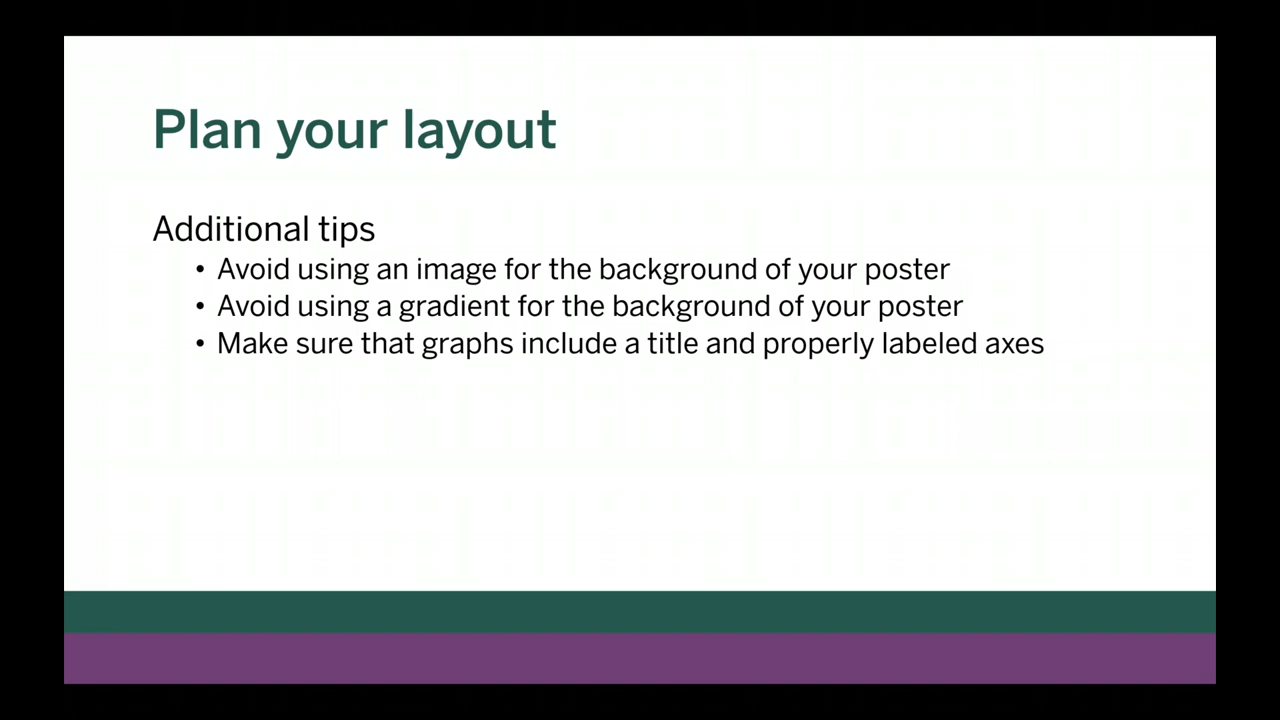 Plan your layout
Additional tips
• Avoid using an image for the background of your poster
• Avoid using a gradient for the background of your poster
• Make sure that graphs include a title and properly labeled axes